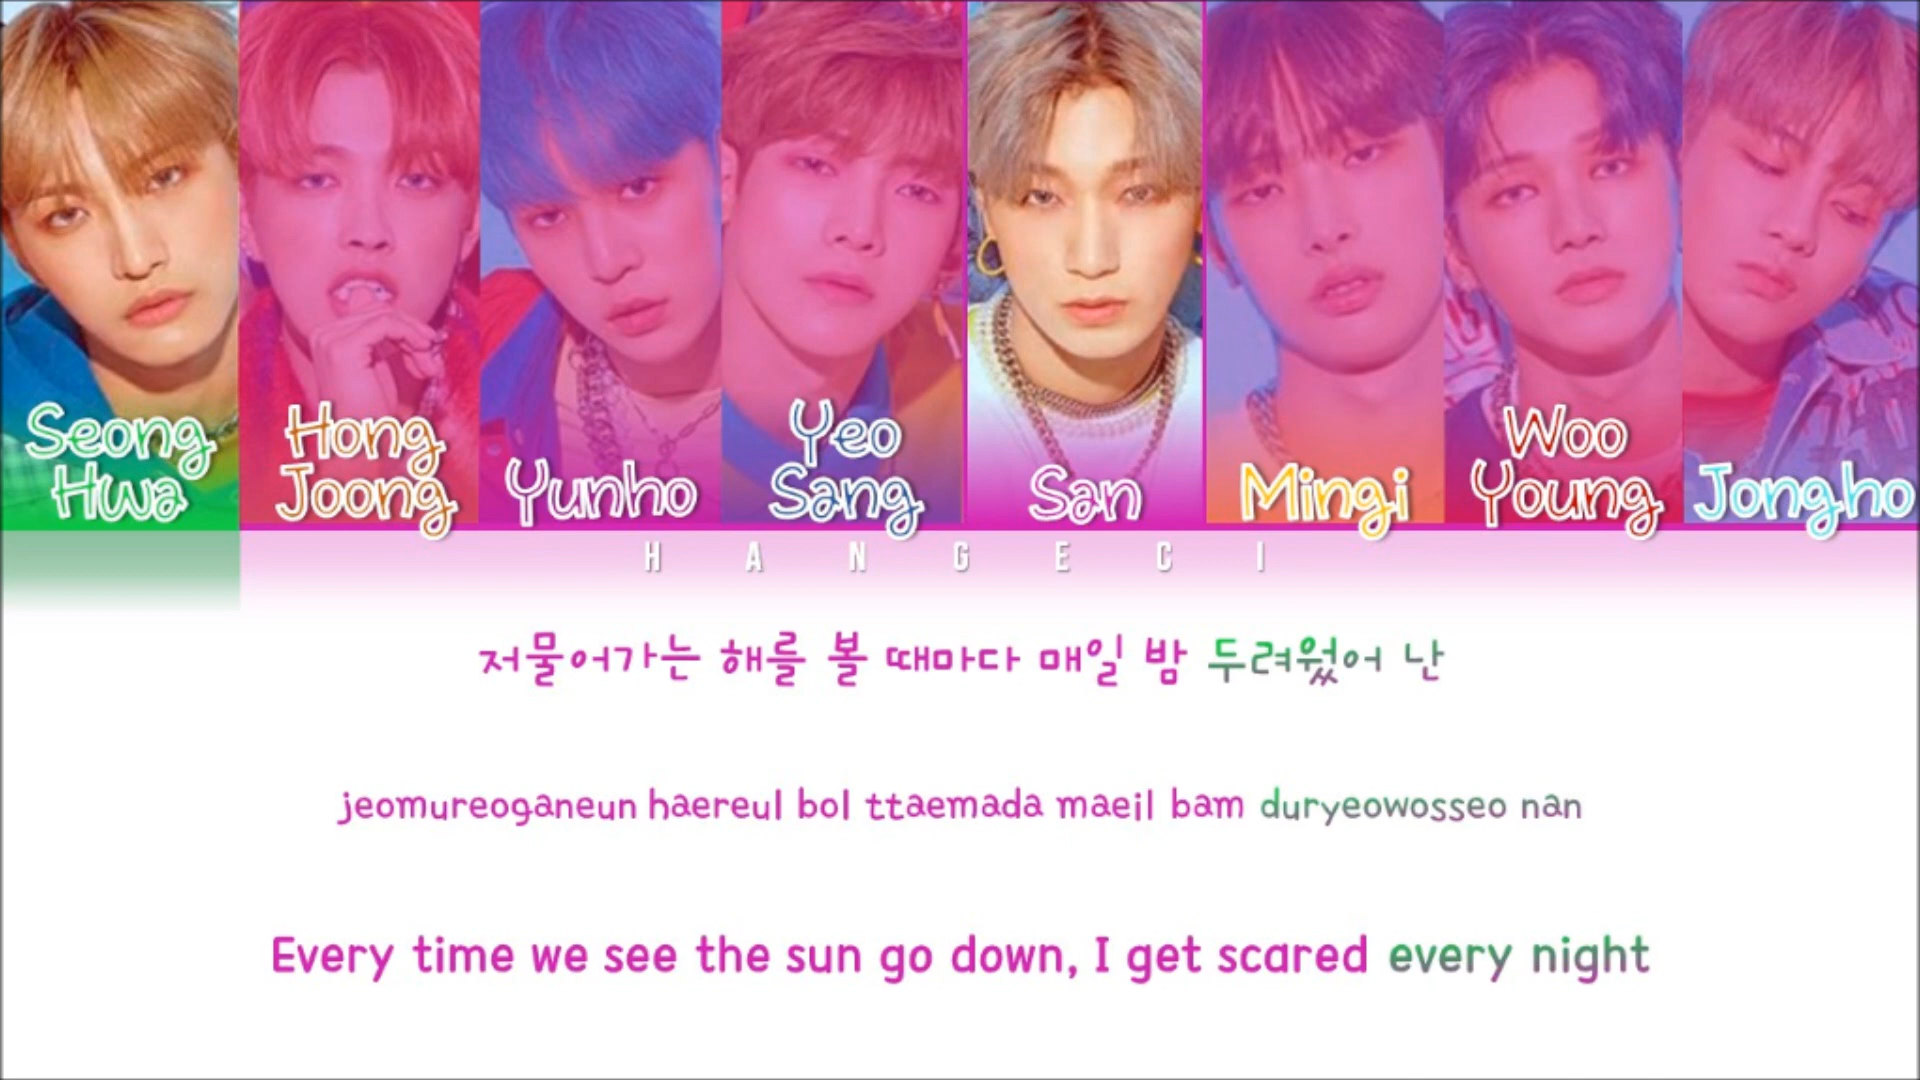 Seong
Hwa
Hong
Joong
Yunho
Yeo
Sang
San
Mingi
Woo
Young
Jongho
HANGECI
저물어가는 해를 볼 때마다 매일 밤 두려웠어 난
jeomureoganeun haereul bol ttaemada maeil bam duryeowosseo nan
Every time we see the sun go down, I get scared every night